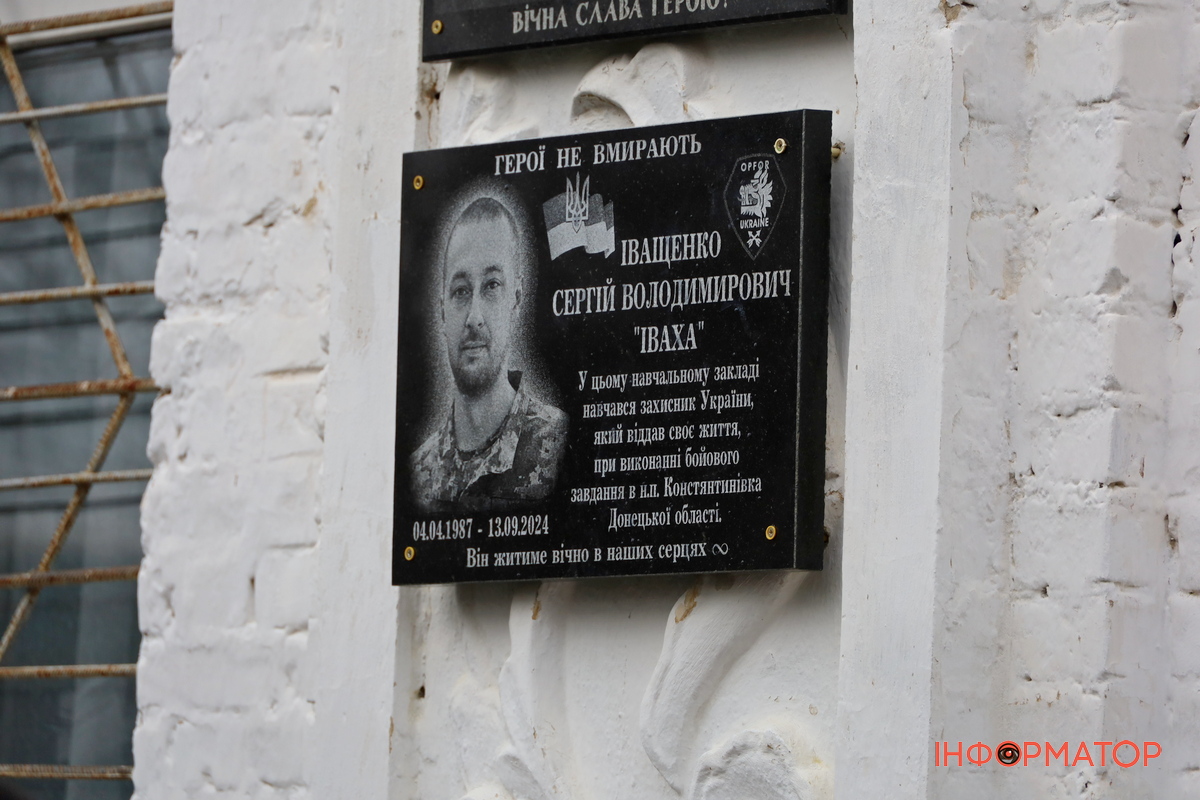 ВІЧНА СЛАВА ГЕРОЮ!
ГЕРОЇ НЕ ВМИРАЮТЬ
OPFOR
UKRAINE
ІВАЩЕНКО
СЕРГІЙ ВОЛОДИМИРОВИЧ
"ІВАХА"
У цьому навчальному закладі
навчався захисник України,
який віддав своє життя,
при виконанні бойового
завдання в н.п. Констянтинівка
Донецької області.
04.04.1987 - 13.09.2024
Він житиме вічно в наших серцях ∞
ІНФОРМАТОР